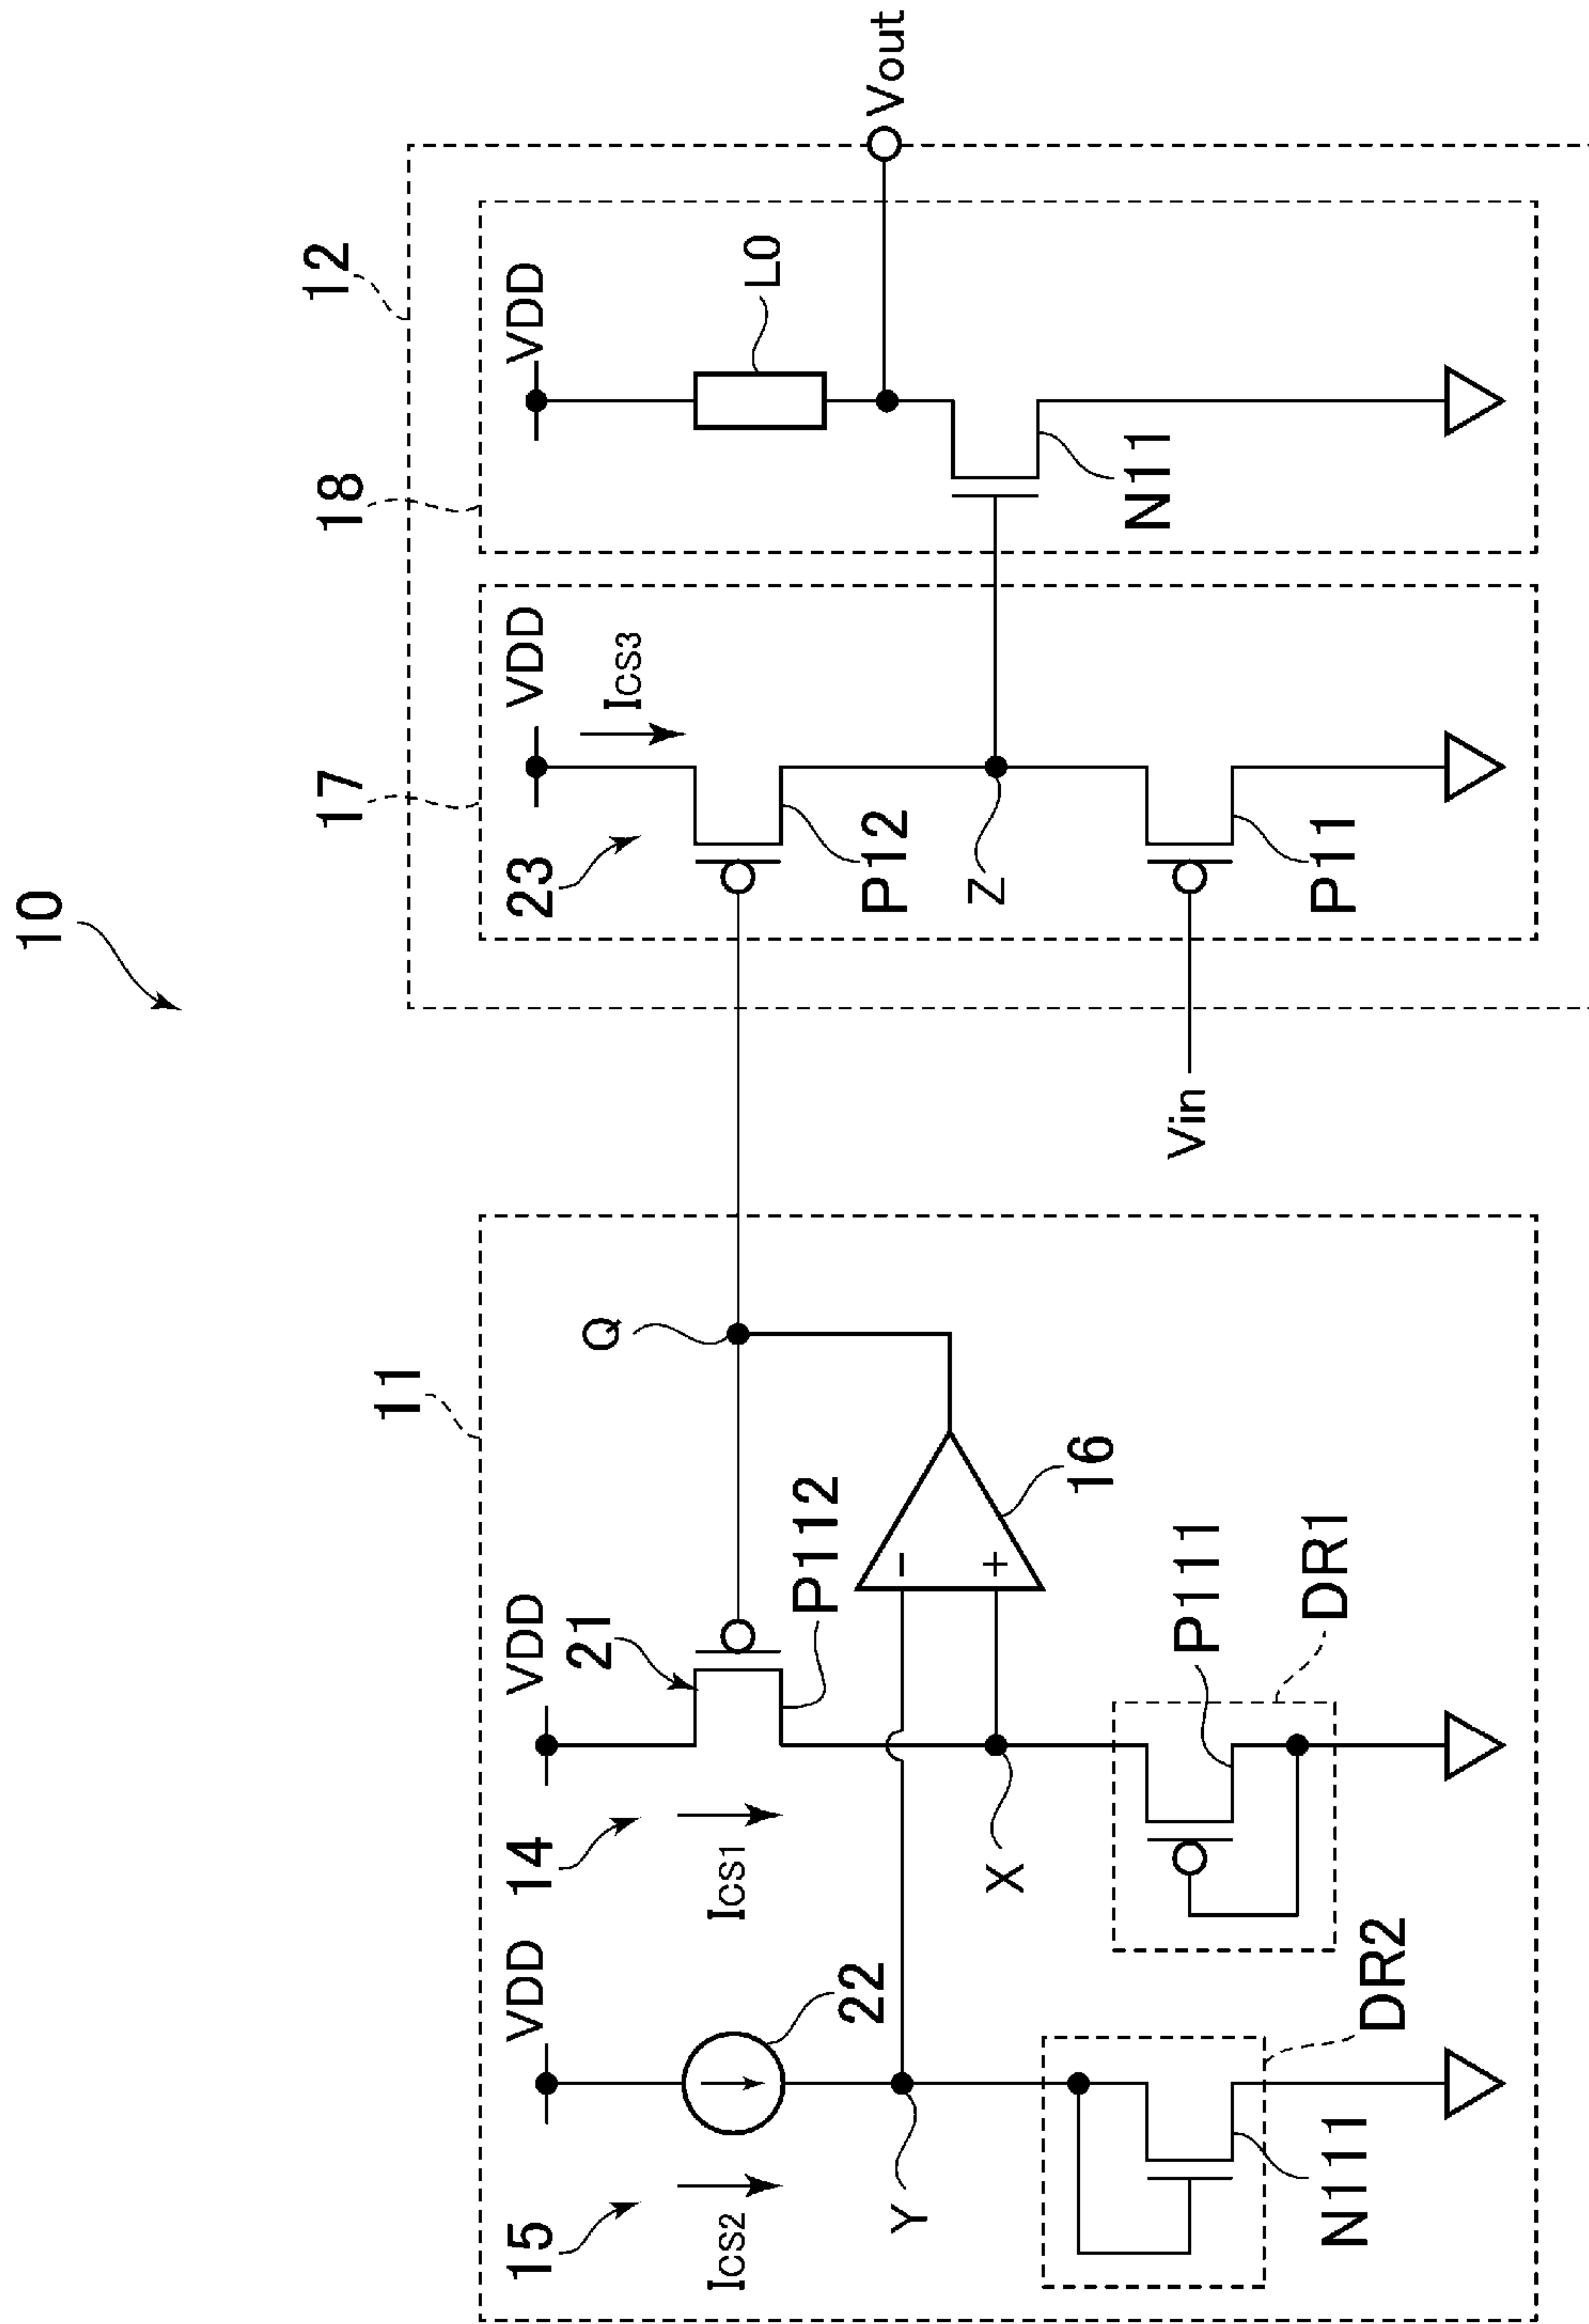 10
11
12
15
14
17
18
VDD
VDD
21
23
VDD
VDD
Q
ICS2
ICS1
ICS3
22
P112
L0
Vout
Y
X
−
+
16
P12
Z
N11
Vin
P111
DR1
P11
N111
DR2